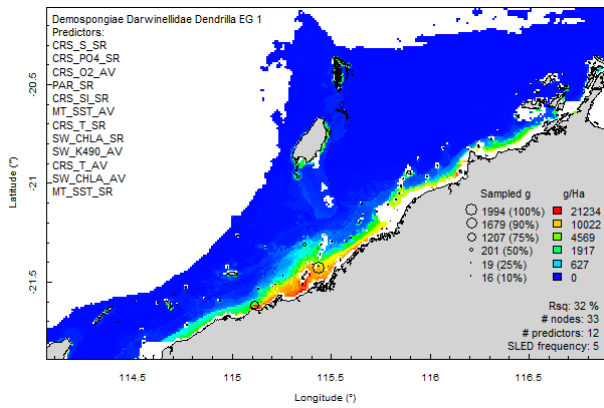 Demospongiae Darwinellidae Dendrilla EG 1
Predictors:
CRS_S_SR
CRS_PO4_SR
CRS_O2_AV
PAR_SR
CRS_SI_SR
MT_SST_AV
CRS_T_SR
SW_CHLA_SR
SW_K490_AV
CRS_T_AV
SW_CHLA_AV
MT_SST_SR
-20.5
-21
-21.5
Latitude (°)
Sampled g g/Ha
1994 (100%) 21234
1679 (90%) 10022
1207 (75%) 4569
201 (50%) 1917
19 (25%) 627
16 (10%) 0
Rsq: 32 %
# nodes: 33
# predictors: 12
SLED frequency: 5
114.5 115 115.5 116 116.5
Longitude (°)